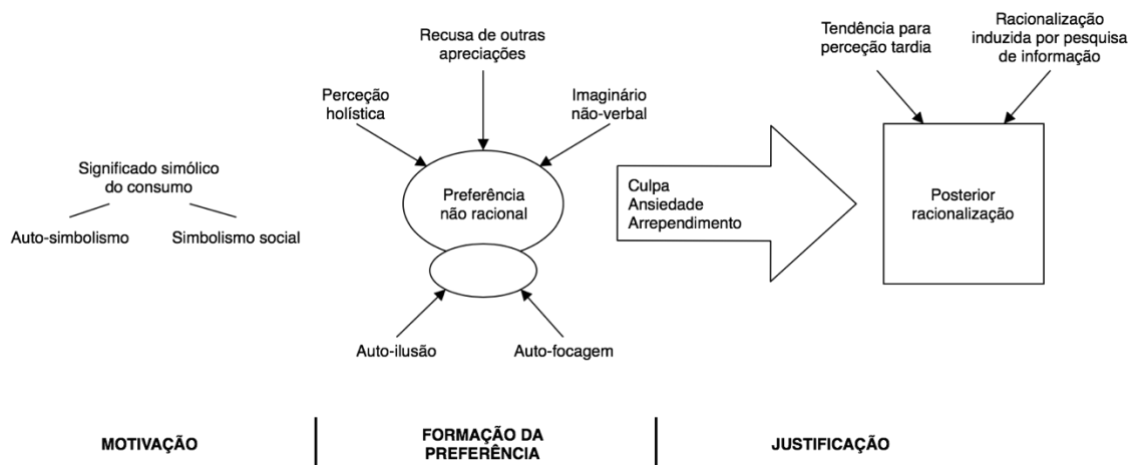 Significado simólico
do consumo
Auto-simbolismo
Simbolismo social
Recusa de outras
apreciações
Perceção
holística
Imaginário
não-verbal
Preferência
não racional
Auto-ilusão
Auto-focagem
Culpa
Ansiedade
Arrependimento
Tendência para
perceção tardia
Racionalização
induzida por pesquisa
de informação
Posterior
racionalização
MOTIVAÇÃO
FORMAÇÃO DA
PREFERÊNCIA
JUSTIFICAÇÃO